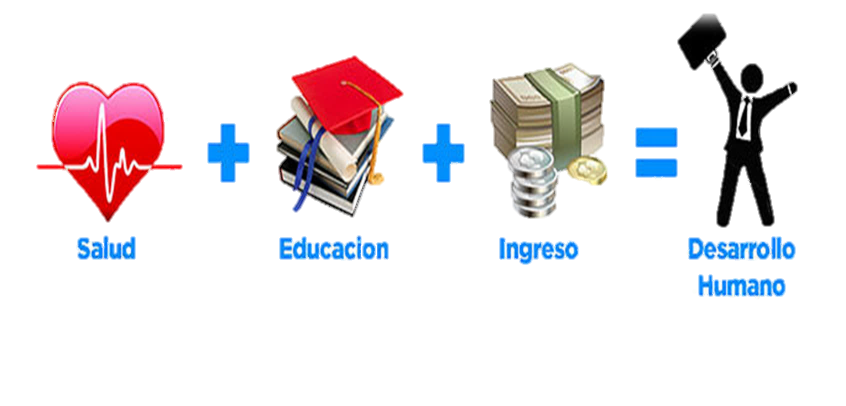 Salud
+
Educacion
+
Ingreso
=
Desarrollo
Humano